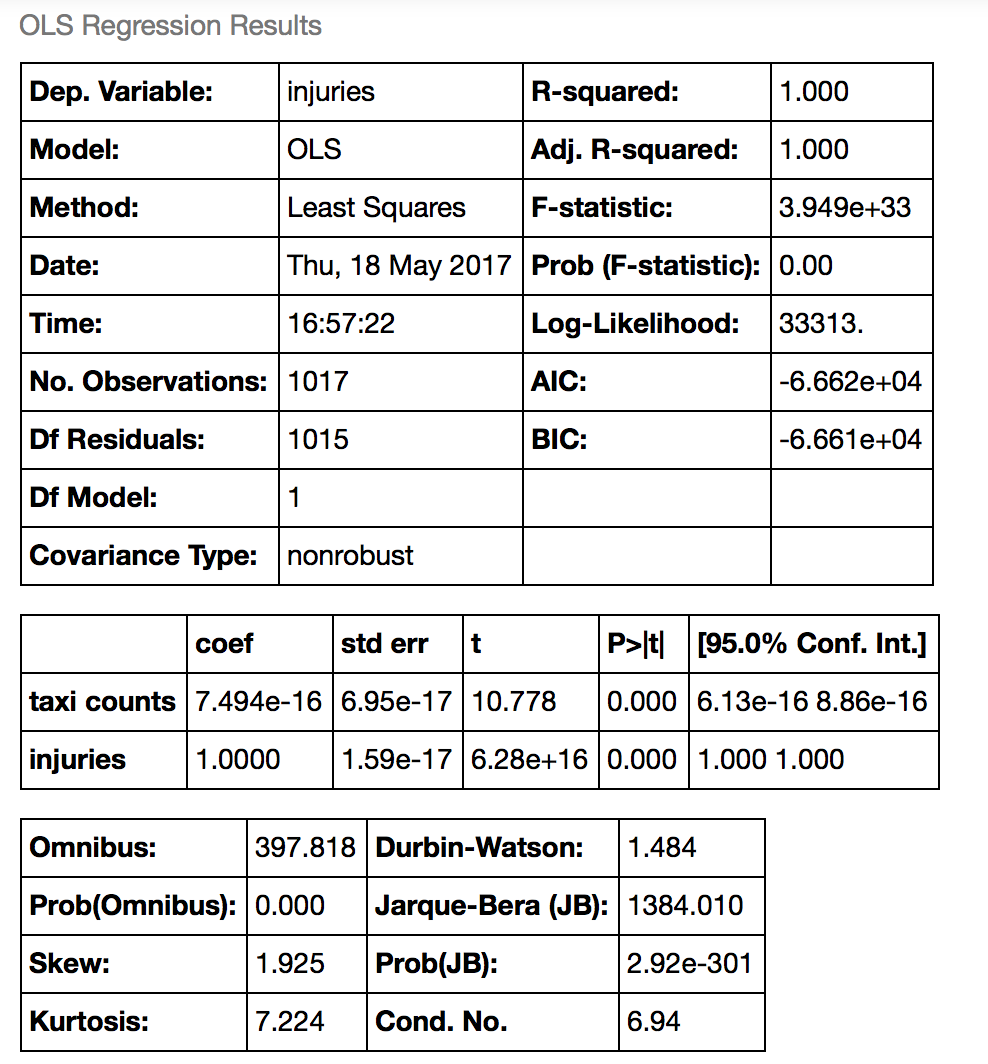 OLS Regression Results
Dep. Variable: injuries R-squared: 1.000
Model: OLS Adj. R-squared: 1.000
Method: Least Squares F-statistic: 3.949e+33
Date: Thu, 18 May 2017 Prob (F-statistic): 0.00
Time: 16:57:22 Log-Likelihood: 33313.
No. Observations: 1017 AIC: -6.662e+04
Df Residuals: 1015 BIC: -6.661e+04
Df Model: 1
Covariance Type: nonrobust
coef std err t P>|t| [95.0% Conf. Int.]
taxi counts 7.494e-16 6.95e-17 10.778 0.000 6.13e-16 8.86e-16
injuries 1.0000 1.59e-17 6.28e+16 0.000 1.000 1.000
Omnibus: 397.818 Durbin-Watson: 1.484
Prob(Omnibus): 0.000 Jarque-Bera (JB): 1384.010
Skew: 1.925 Prob(JB): 2.92e-301
Kurtosis: 7.224 Cond. No. 6.94